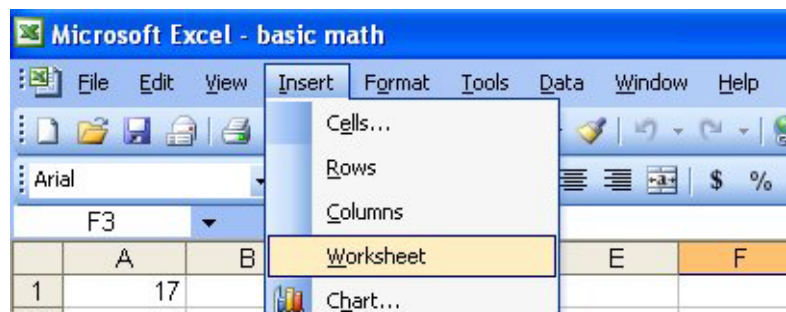 Microsoft Excel - basic math
File Edit View Insert Format Tools Data Window Help
Cells...
Arial $ %
Rows
F3 Columns
A B Worksheet E F
1 17 Chart...